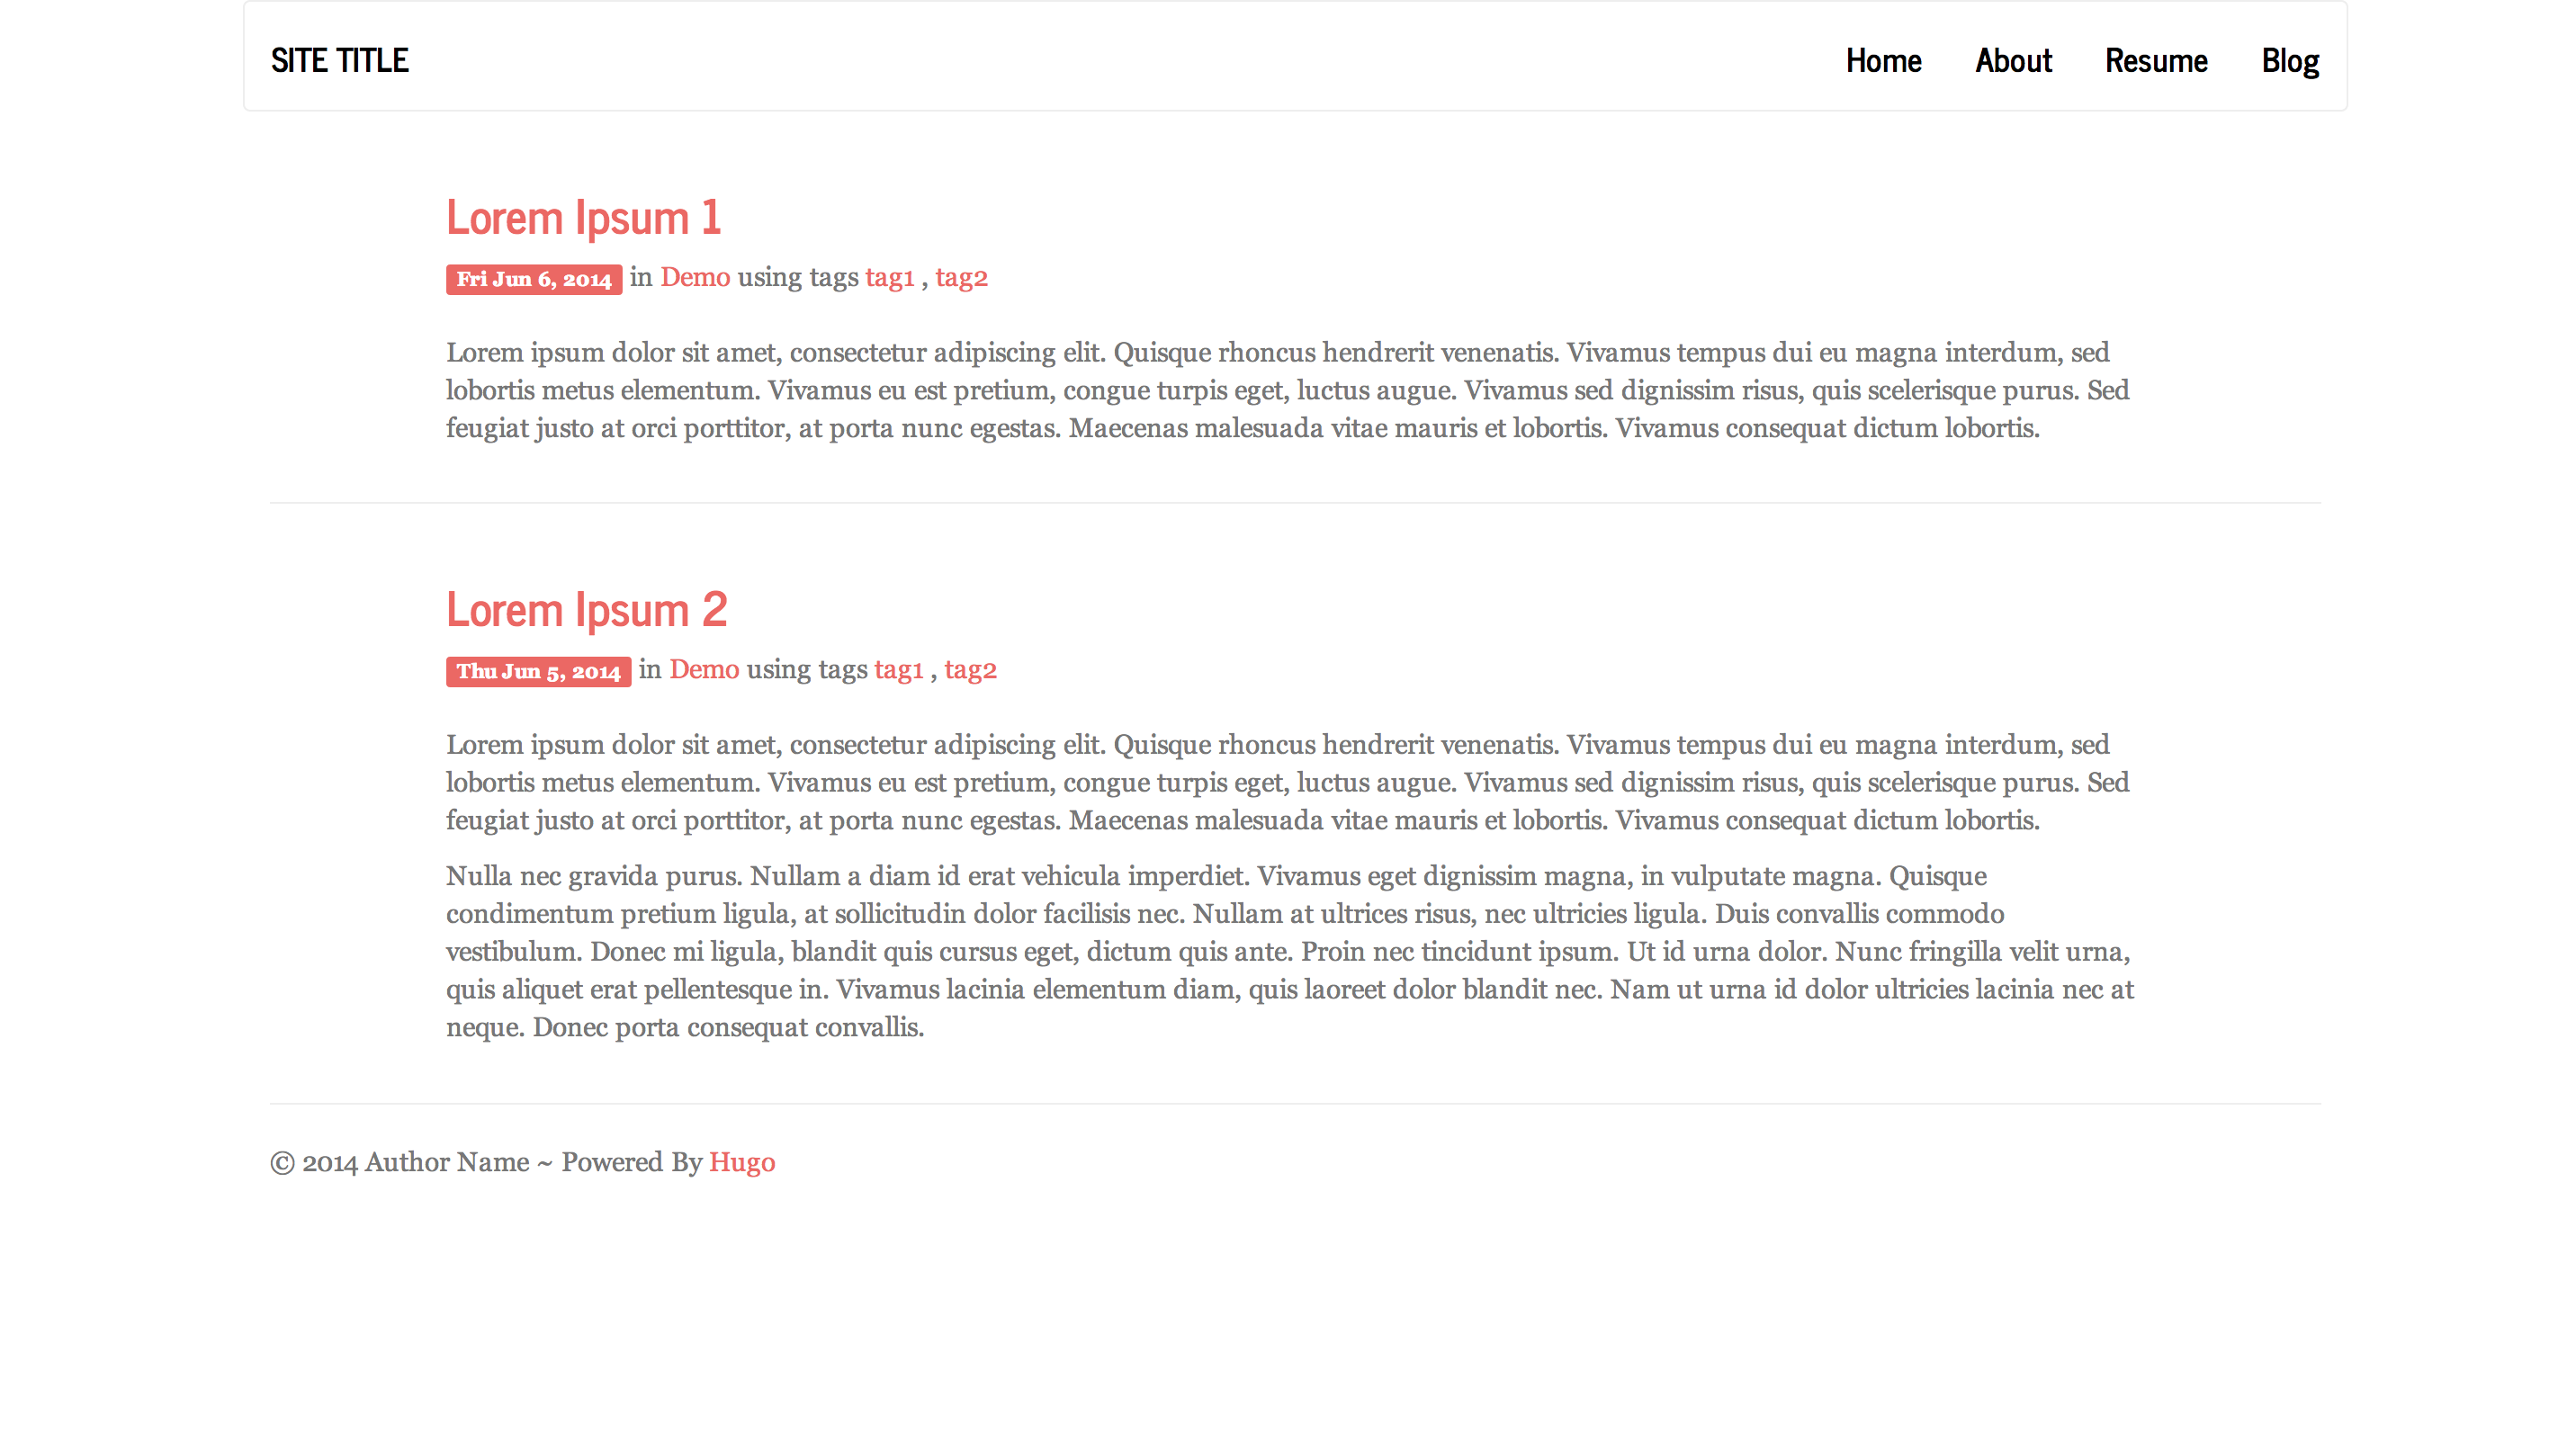 SITE TITLE
Home About Resume Blog
Lorem Ipsum 1
Fri Jun 6, 2014 in Demo using tags tag1 , tag2
Lorem ipsum dolor sit amet, consectetur adipiscing elit. Quisque rhoncus hendrerit venenatis. Vivamus tempus dui eu magna interdum, sed
lobortis metus elementum. Vivamus eu est pretium, congue turpis eget, luctus augue. Vivamus sed dignissim risus, quis scelerisque purus. Sed
feugiat justo at orci porttitor, at porta nunc egestas. Maecenas malesuada vitae mauris et lobortis. Vivamus consequat dictum lobortis.
Lorem Ipsum 2
Thu Jun 5, 2014 in Demo using tags tag1 , tag2
Lorem ipsum dolor sit amet, consectetur adipiscing elit. Quisque rhoncus hendrerit venenatis. Vivamus tempus dui eu magna interdum, sed
lobortis metus elementum. Vivamus eu est pretium, congue turpis eget, luctus augue. Vivamus sed dignissim risus, quis scelerisque purus. Sed
feugiat justo at orci porttitor, at porta nunc egestas. Maecenas malesuada vitae mauris et lobortis. Vivamus consequat dictum lobortis.
Nulla nec gravida purus. Nullam a diam id erat vehicula imperdiet. Vivamus eget dignissim magna, in vulputate magna. Quisque
condimentum pretium ligula, at sollicitudin dolor facilisis nec. Nullam at ultrices risus, nec ultricies ligula. Duis convallis commodo
vestibulum. Donec mi ligula, blandit quis cursus eget, dictum quis ante. Proin nec tincidunt ipsum. Ut id urna dolor. Nunc fringilla velit urna,
quis aliquet erat pellentesque in. Vivamus lacinia elementum diam, quis laoreet dolor blandit nec. Nam ut urna id dolor ultricies lacinia nec at
neque. Donec porta consequat convallis.
© 2014 Author Name ~ Powered By Hugo